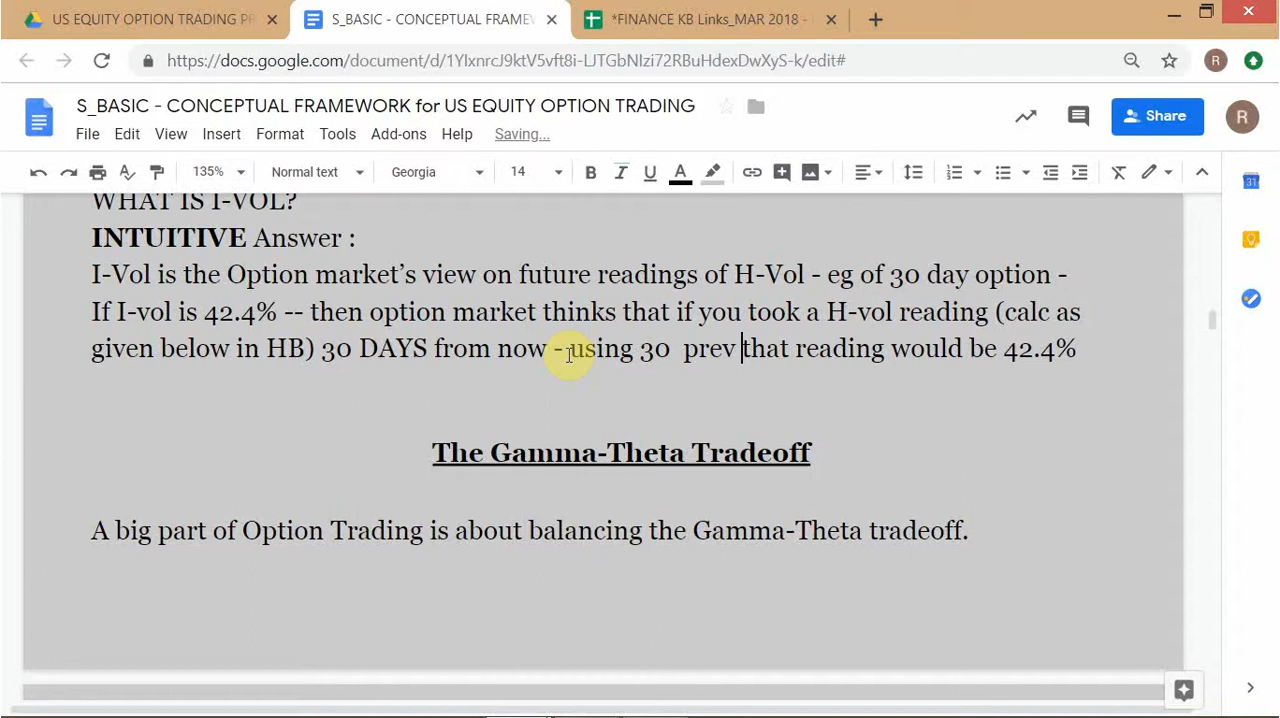 US EQUITY OPTION TRADING PR
S_BASIC - CONCEPTUAL FRAMEW
*FINANCE KB Links_MAR 2018 -
https://docs.google.com/document/d/1YlxnrcJ9ktV5vft8i-IJTGbNIzi72RBuHdexDwXyS-k/edit#
R
S_BASIC - CONCEPTUAL FRAMEWORK for US EQUITY OPTION TRADING
File Edit View Insert Format Tools Add-ons Help Saving...
Share
R
135% Normal text Georgia 14 B I U A
31
WHAT IS I-VOL?
INTUITIVE Answer :
I-Vol is the Option market’s view on future readings of H-Vol - eg of 30 day option -
If I-vol is 42.4% -- then option market thinks that if you took a H-vol reading (calc as
given below in HB) 30 DAYS from now - using 30  prev that reading would be 42.4%
The Gamma-Theta Tradeoff
A big part of Option Trading is about balancing the Gamma-Theta tradeoff.